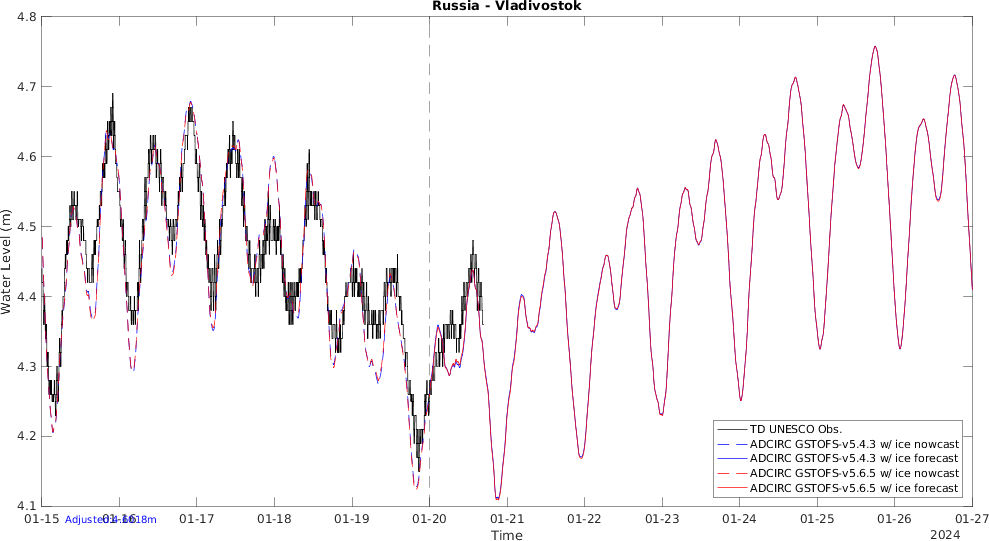 Russia - Vladivostok
4.8
4.7
4.6
4.5
4.4
4.3
4.2
4.1
Water Level (m)
TD UNESCO Obs.
ADCIRC GSTOFS-v5.4.3 w/ ice nowcast
ADCIRC GSTOFS-v5.4.3 w/ ice forecast
ADCIRC GSTOFS-v5.6.5 w/ ice nowcast
ADCIRC GSTOFS-v5.6.5 w/ ice forecast
01-15 01-16 01-17 01-18 01-19 01-20 01-21 01-22 01-23 01-24 01-25 01-26 01-27
Time
2024